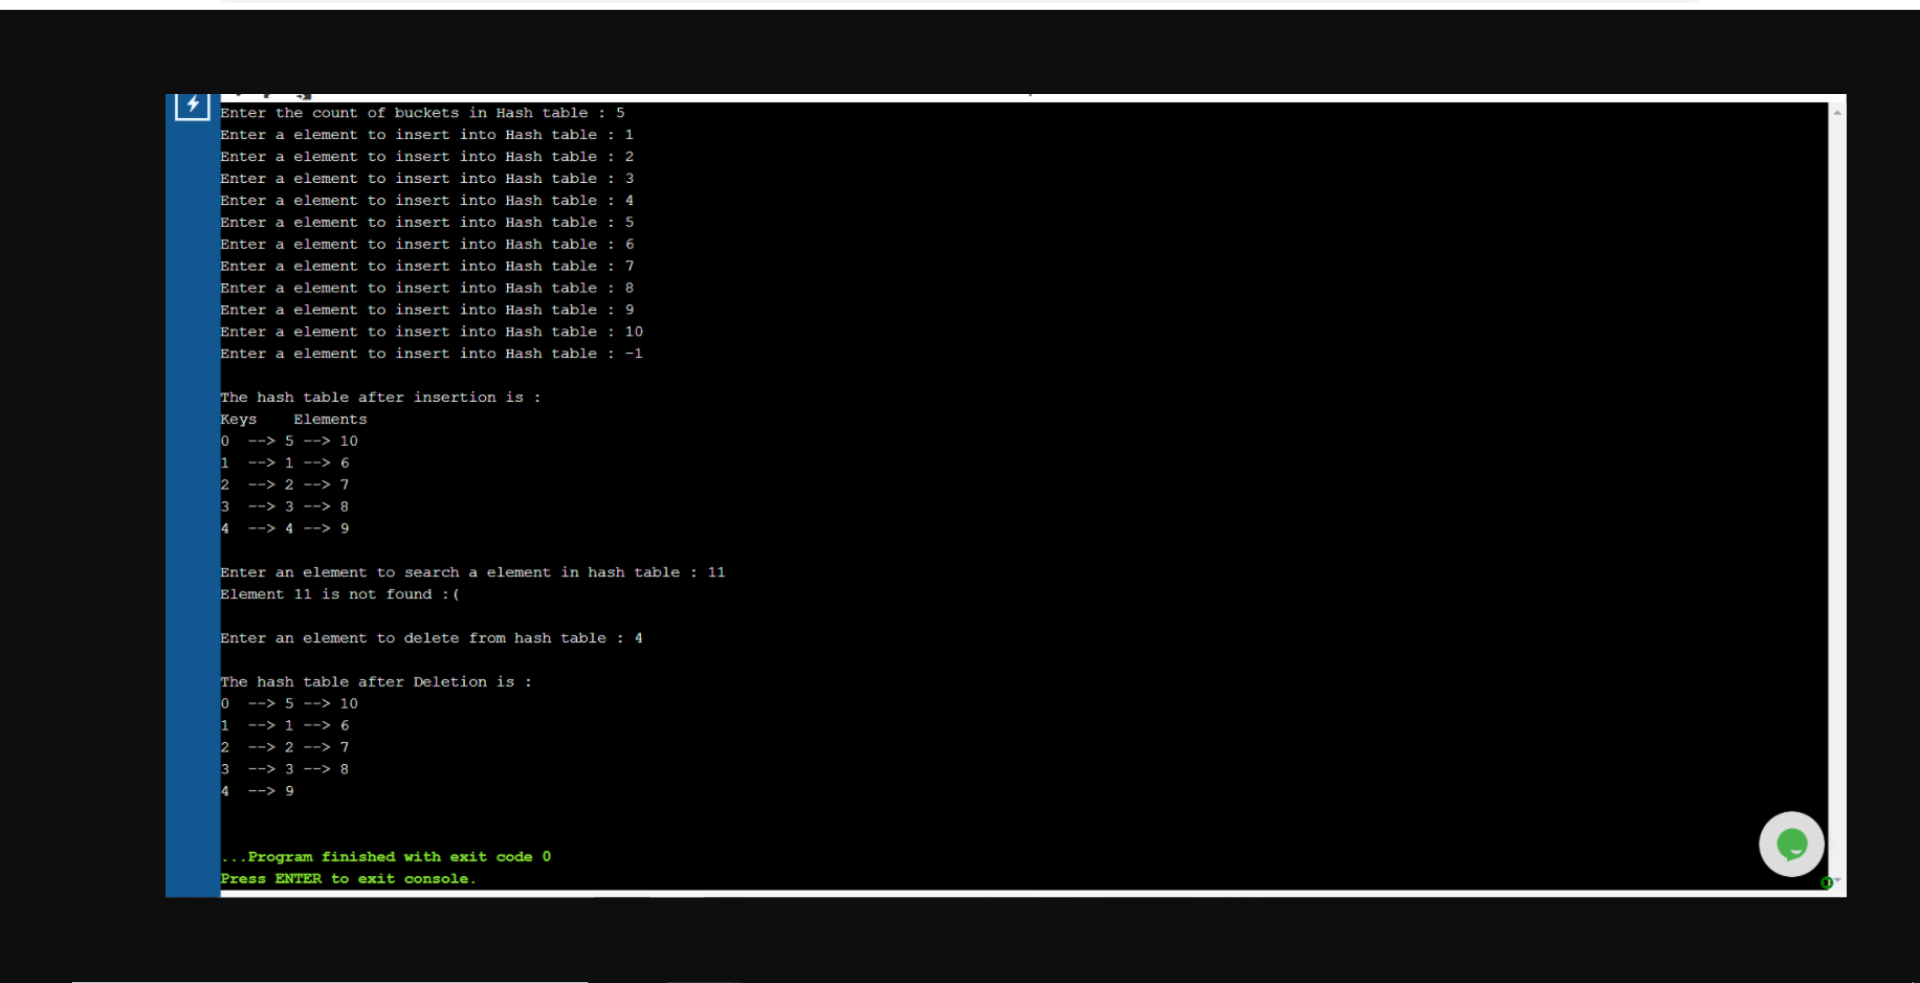 Enter the count of buckets in Hash table : 5
Enter a element to insert into Hash table : 1
Enter a element to insert into Hash table : 2
Enter a element to insert into Hash table : 3
Enter a element to insert into Hash table : 4
Enter a element to insert into Hash table : 5
Enter a element to insert into Hash table : 6
Enter a element to insert into Hash table : 7
Enter a element to insert into Hash table : 8
Enter a element to insert into Hash table : 9
Enter a element to insert into Hash table : 10
Enter a element to insert into Hash table : -1
The hash table after insertion is :
Keys    Elements
0  --> 5 --> 10
1  --> 1 --> 6
2  --> 2 --> 7
3  --> 3 --> 8
4  --> 4 --> 9
Enter an element to search a element in hash table : 11
Element 11 is not found :(
Enter an element to delete from hash table : 4
The hash table after Deletion is :
0  --> 5 --> 10
1  --> 1 --> 6
2  --> 2 --> 7
3  --> 3 --> 8
4  --> 9
...Program finished with exit code 0
Press ENTER to exit console.